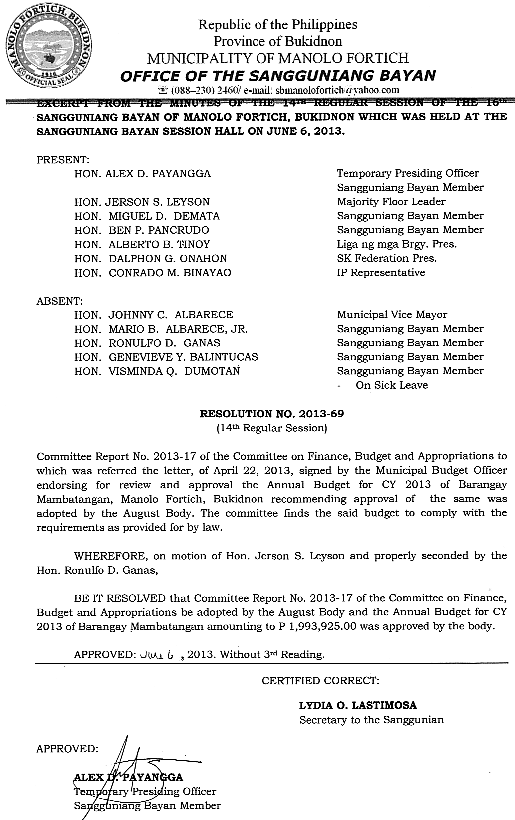 MANOLO FORTICH, BUKIDNON
OFFICIAL SEAL
Republic of the Philippines
Province of Bukidnon
MUNICIPALITY OF MANOLO FORTICH
OFFICE OF THE SANGGUNIANG BAYAN
☏ (088–230) 2460/ e-mail: sbmanolofortich@yahoo.com
EXCERPT FROM THE MINUTES OF THE 14TH REGULAR SESSION OF THE 16TH
SANGGUNIANG BAYAN OF MANOLO FORTICH, BUKIDNON WHICH WAS HELD AT THE
SANGGUNIANG BAYAN SESSION HALL ON JUNE 6, 2013.
PRESENT:
HON. ALEX D. PAYANGGA Temporary Presiding Officer
Sangguniang Bayan Member
HON. JERSON S. LEYSON Majority Floor Leader
HON. MIGUEL D. DEMATA Sangguniang Bayan Member
HON. BEN P. PANCRUDO Sangguniang Bayan Member
HON. ALBERTO B. TINOY Liga ng mga Brgy. Pres.
HON. DALPHON G. ONAHON SK Federation Pres.
HON. CONRADO M. BINAYAO IP Representative
ABSENT:
HON. JOHNNY C. ALBARECE Municipal Vice Mayor
HON. MARIO B. ALBARECE, JR. Sangguniang Bayan Member
HON. RONULFO D. GANAS Sangguniang Bayan Member
HON. GENEVIEVE Y. BALINTUCAS Sangguniang Bayan Member
HON. VISMINDA Q. DUMOTAN Sangguniang Bayan Member
- On Sick Leave
RESOLUTION NO. 2013-69
(14th Regular Session)
Committee Report No. 2013-17 of the Committee on Finance, Budget and Appropriations to
which was referred the letter, of April 22, 2013, signed by the Municipal Budget Officer
endorsing for review and approval the Annual Budget for CY 2013 of Barangay
Mambatangan, Manolo Fortich, Bukidnon recommending approval of the same was
adopted by the August Body. The committee finds the said budget to comply with the
requirements as provided for by law.
WHEREFORE, on motion of Hon. Jerson S. Leyson and properly seconded by the
Hon. Ronulfo D. Ganas,
BE IT RESOLVED that Committee Report No. 2013-17 of the Committee on Finance,
Budget and Appropriations be adopted by the August Body and the Annual Budget for CY
2013 of Barangay Mambatangan amounting to P 1,993,925.00 was approved by the body.
APPROVED: 6, 2013. Without 3rd Reading.
CERTIFIED CORRECT:
LYDIA O. LASTIMOSA
Secretary to the Sanggunian
APPROVED:
ALEX D. PAYANGGA
Temporary Presiding Officer
Sangguniang Bayan Member